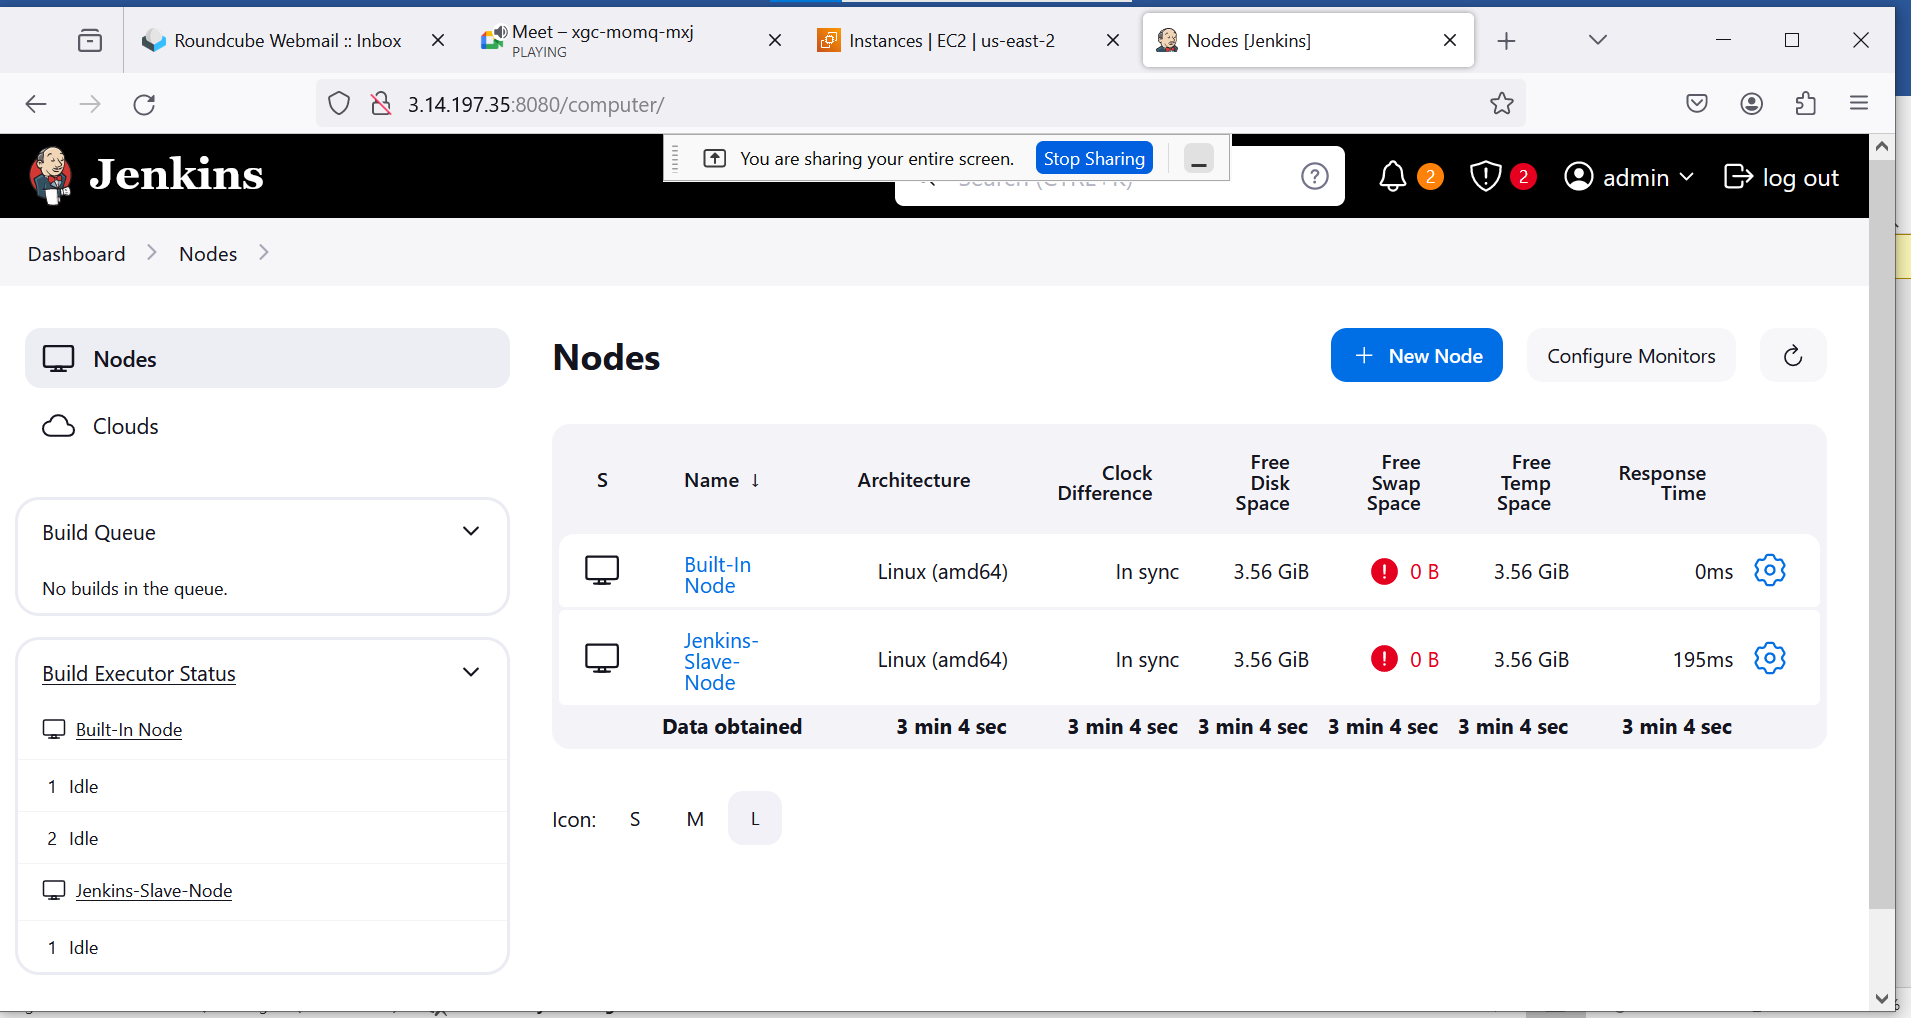 Roundcube Webmail :: Inbox
Meet – xgc-momq-mxj
PLAYING
Instances | EC2 | us-east-2
Nodes [Jenkins]
3.14.197.35:8080/computer/
You are sharing your entire screen.
Stop Sharing
Jenkins
Search (CTRL+K)
2
2
admin
log out
Dashboard
Nodes
Nodes
Clouds
Build Queue
No builds in the queue.
Build Executor Status
Built-In Node
1 Idle
2 Idle
Jenkins-Slave-Node
1 Idle
Nodes
+ New Node
Configure Monitors
S
Name ↓
Architecture
Clock
Difference
Free
Disk
Space
Free
Swap
Space
Free
Temp
Space
Response
Time
Built-In
Node
Linux (amd64)
In sync
3.56 GiB
0 B
3.56 GiB
0ms
Jenkins-
Slave-
Node
Linux (amd64)
In sync
3.56 GiB
0 B
3.56 GiB
195ms
Data obtained
3 min 4 sec
3 min 4 sec
3 min 4 sec
3 min 4 sec
3 min 4 sec
3 min 4 sec
Icon:
S
M
L